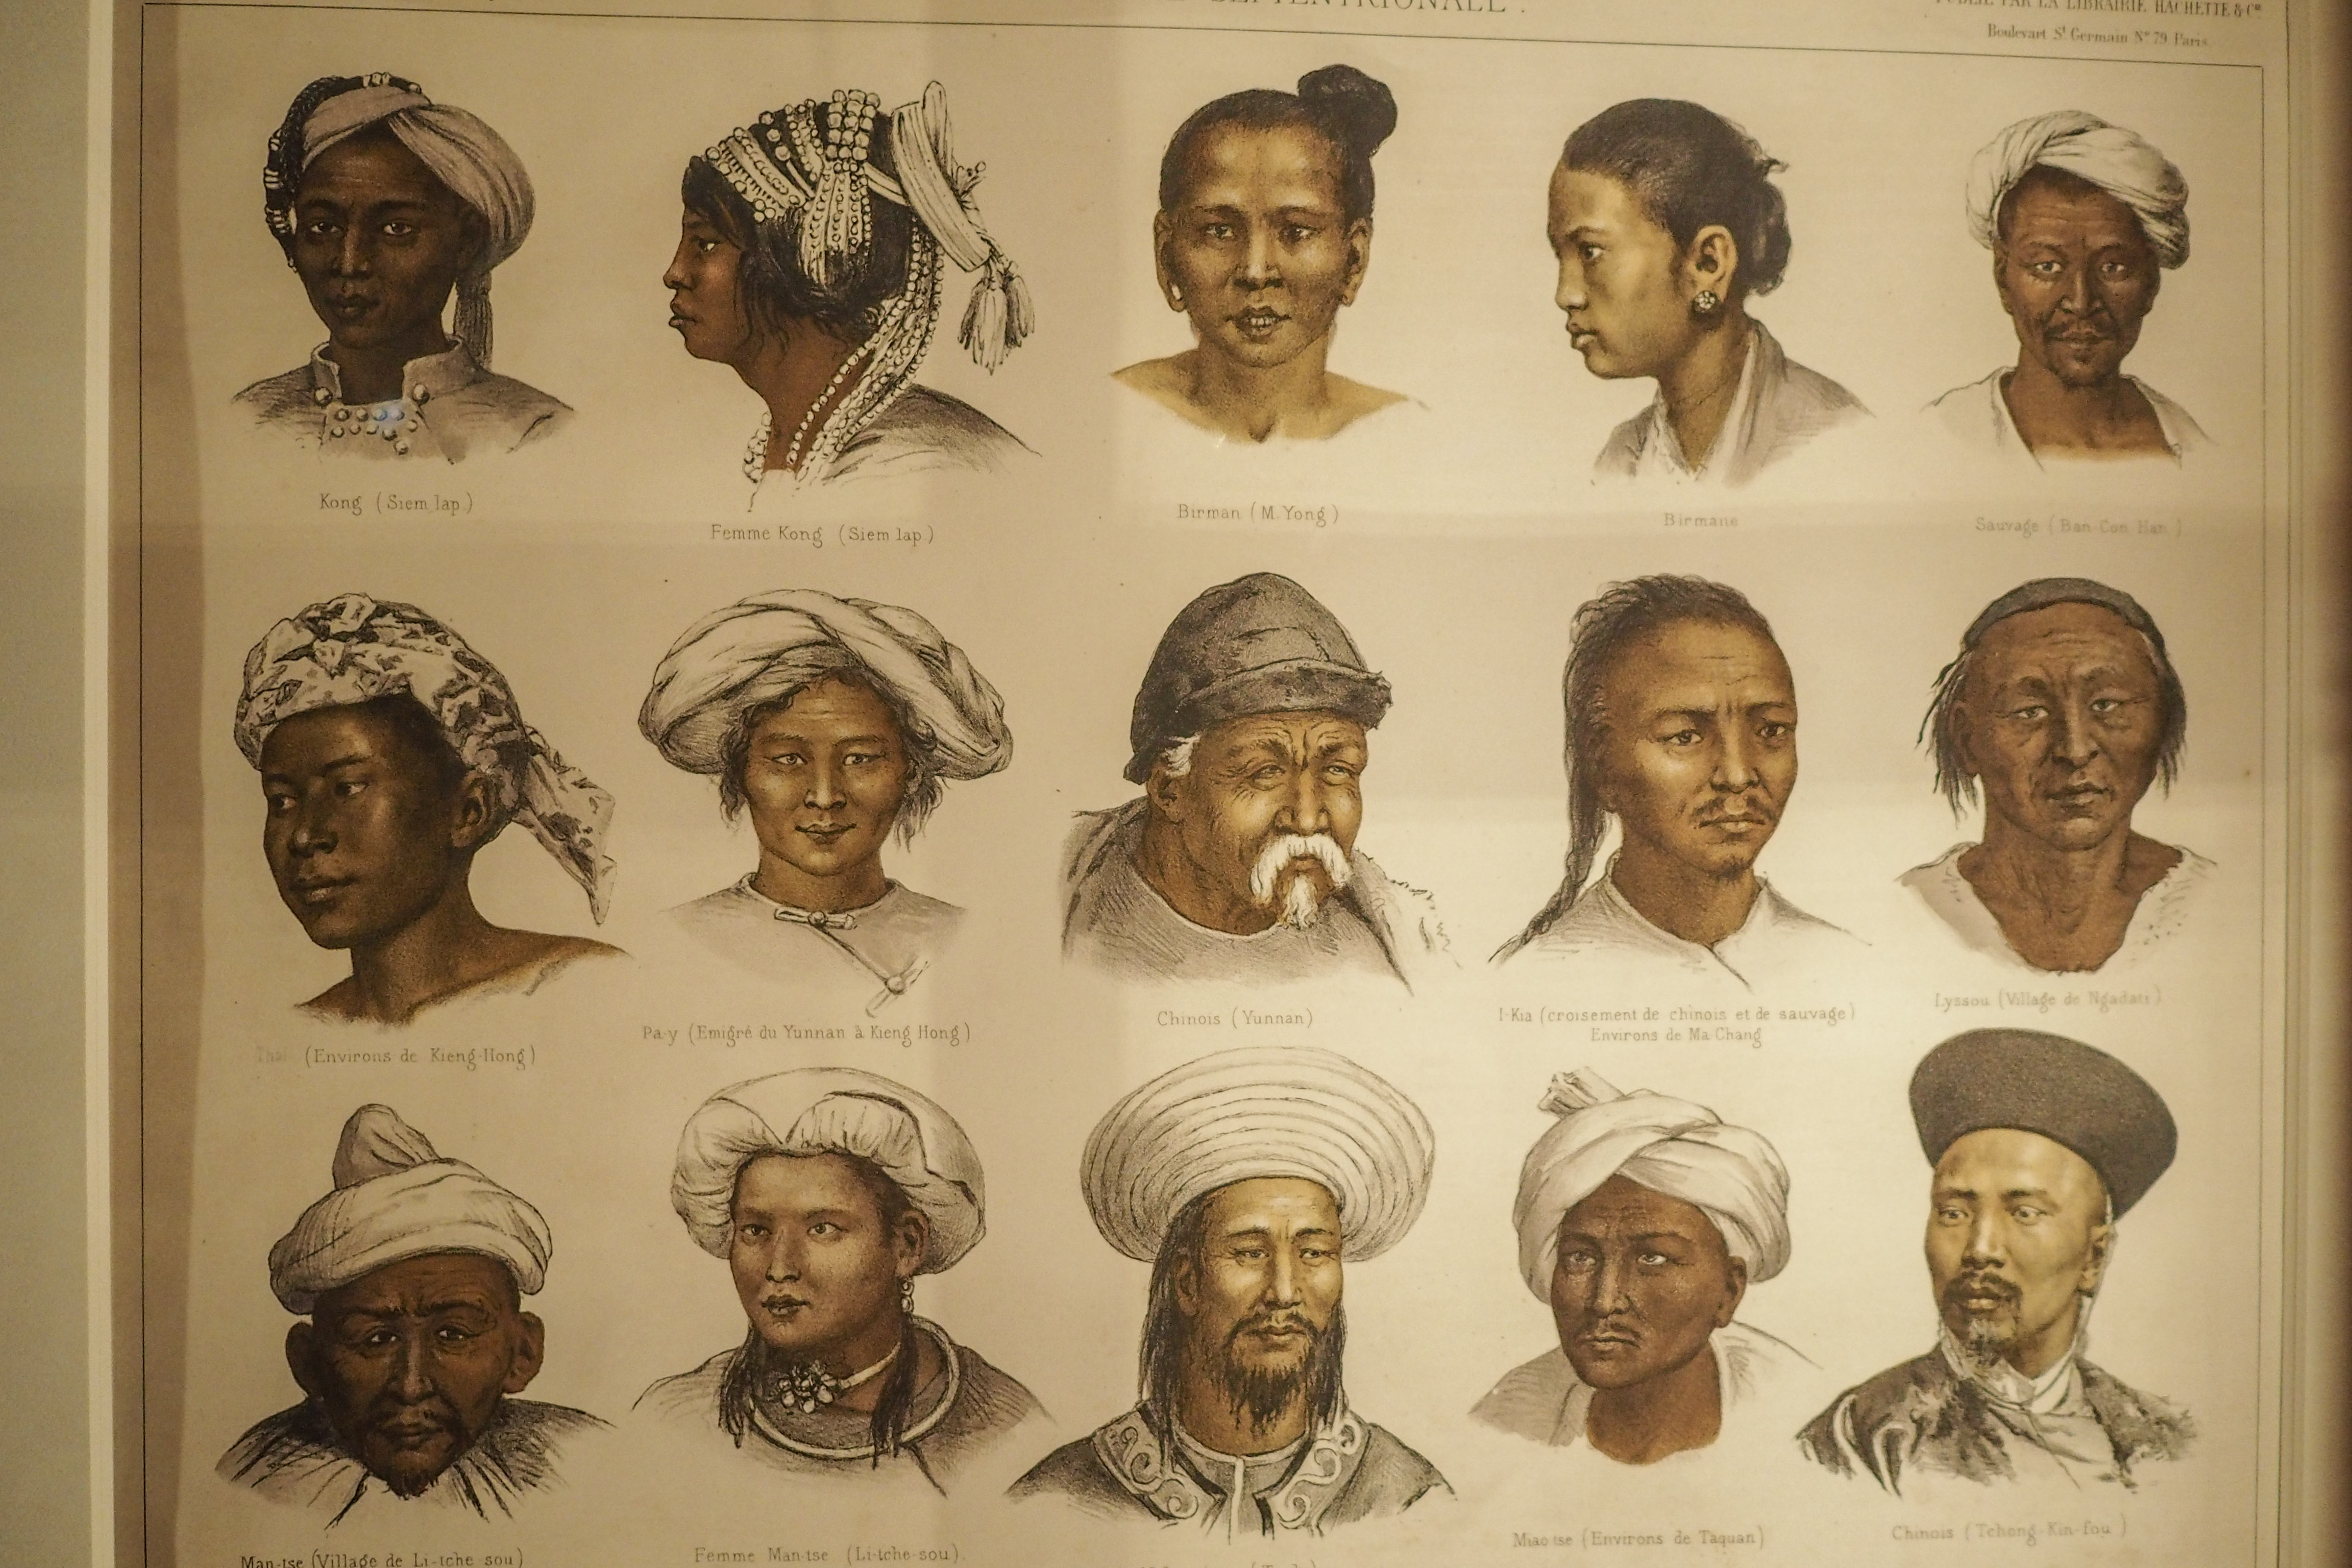 SEPTENTRIONALE.
PUBLIÉ PAR LA LIBRAIRIE HACHETTE & Cie
Boulevart St Germain No 79 Paris
Kong (Siem lap)
Femme Kong (Siem lap)
Birman (M. Yong)
Birmane
Sauvage (Ban Con Han)
Thai (Environs de Kieng-Hong)
Pa-y (Emigré du Yunnan à Kieng Hong)
Chinois (Yunnan)
I-Kia (croisement de chinois et de sauvage)
Environs de Ma-Chang
Lyssou (Village de Ngadati)
Man-tse (Village de Li-tche sou)
Femme Man-tse (Li-tche-sou).
Miao tse (Environs de Taquan)
Chinois (Tchong-Kin-fou)